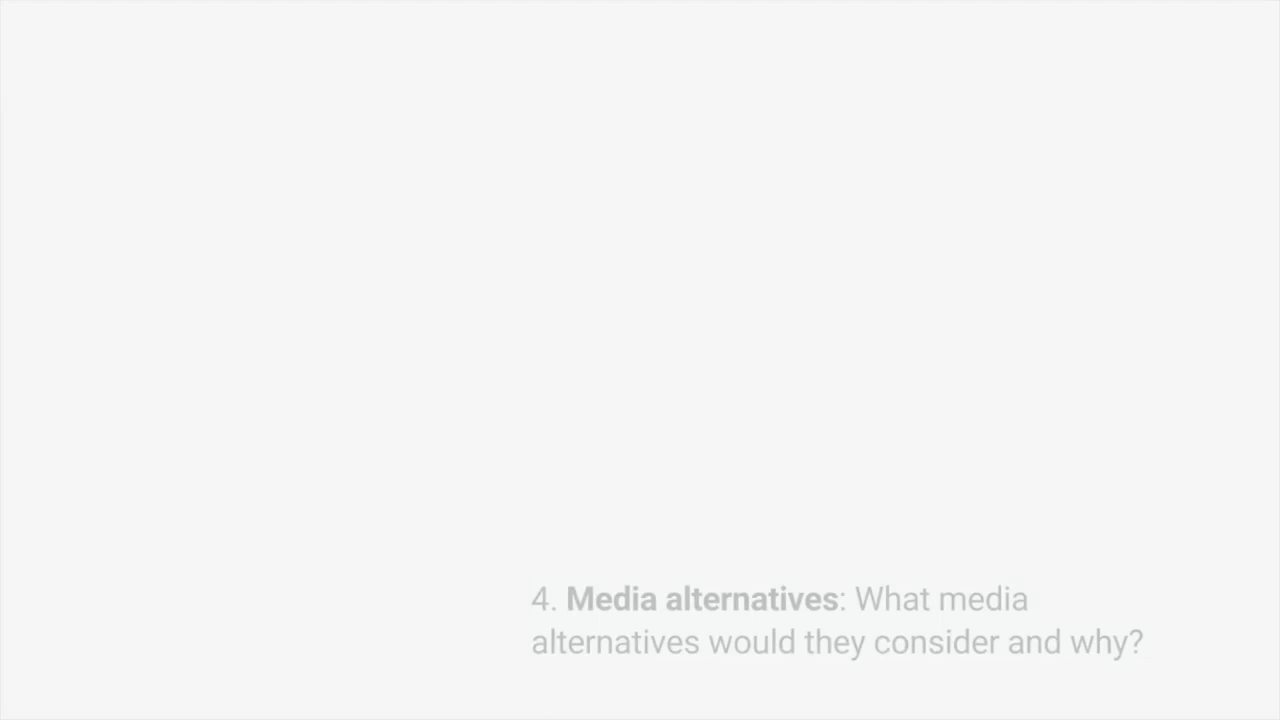 4. Media alternatives: What media
alternatives would they consider and why?